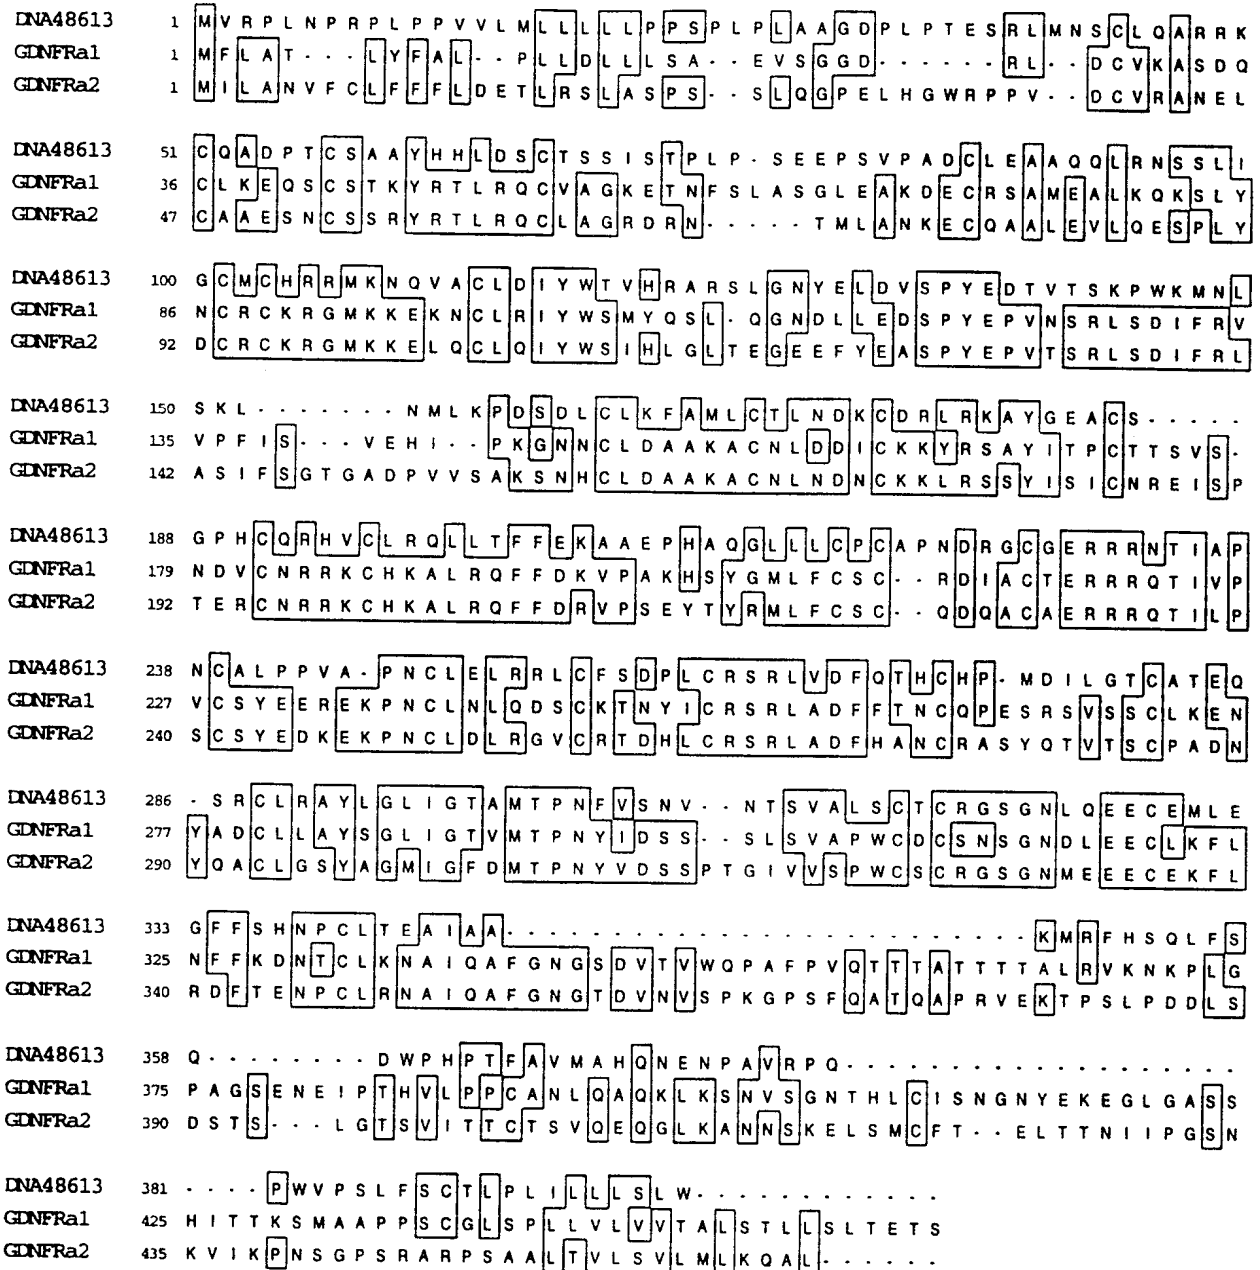 DNA48613 1 M V R P L N P R P L P P V V L M L L L L L P P S P L P L A A G D P L P T E S R L M N S C L Q A R R K
GDNFRa1 1 M F L A T · · · L Y F A L · · P L L D L L L S A · · E V S G G D · · · · · · R L · · D C V K A S D Q
GDNFRa2 1 M I L A N V F C L F F F L D E T L R S L A S P S · · S L Q G P E L H G W R P P V · · D C V R A N E L
DNA48613 51 C Q A D P T C S A A Y H H L D S C T S S I S T P L P · S E E P S V P A D C L E A A Q Q L R N S S L I
GDNFRa1 36 C L K E Q S C S T K Y R T L R Q C V A G K E T N F S L A S G L E A K D E C R S A M E A L K Q K S L Y
GDNFRa2 47 C A A E S N C S S R Y R T L R Q C L A G R D R N · · · · · T M L A N K E C Q A A L E V L Q E S P L Y
DNA48613 100 G C M C H R R M K N Q V A C L D I Y W T V H R A R S L G N Y E L D V S P Y E D T V T S K P W K M N L
GDNFRa1 86 N C R C K R G M K K E K N C L R I Y W S M Y Q S L · Q G N D L L E D S P Y E P V N S R L S D I F R V
GDNFRa2 92 D C R C K R G M K K E L Q C L Q I Y W S I H L G L T E G E E F Y E A S P Y E P V T S R L S D I F R L
DNA48613 150 S K L · · · · · · · N M L K P D S D L C L K F A M L C T L N D K C D R L R K A Y G E A C S · · · · ·
GDNFRa1 135 V P F I S · · · V E H I · · P K G N N C L D A A K A C N L D D I C K K Y R S A Y I T P C T T S V S ·
GDNFRa2 142 A S I F S G T G A D P V V S A K S N H C L D A A K A C N L N D N C K K L R S S Y I S I C N R E I S P
DNA48613 188 G P H C Q R H V C L R Q L L T F F E K A A E P H A Q G L L L C P C A P N D R G C G E R R R N T I A P
GDNFRa1 179 N D V C N R R K C H K A L R Q F F D K V P A K H S Y G M L F C S C · · R D I A C T E R R R Q T I V P
GDNFRa2 192 T E R C N R R K C H K A L R Q F F D R V P S E Y T Y R M L F C S C · · Q D Q A C A E R R R Q T I L P
DNA48613 238 N C A L P P V A · P N C L E L R R L C F S D P L C R S R L V D F Q T H C H P · M D I L G T C A T E Q
GDNFRa1 227 V C S Y E E R E K P N C L N L Q D S C K T N Y I C R S R L A D F F T N C Q P E S R S V S S C L K E N
GDNFRa2 240 S C S Y E D K E K P N C L D L R G V C R T D H L C R S R L A D F H A N C R A S Y Q T V T S C P A D N
DNA48613 286 · S R C L R A Y L G L I G T A M T P N F V S N V · · N T S V A L S C T C R G S G N L Q E E C E M L E
GDNFRa1 277 Y A D C L L A Y S G L I G T V M T P N Y I D S S · · S L S V A P W C D C S N S G N D L E E C L K F L
GDNFRa2 290 Y Q A C L G S Y A G M I G F D M T P N Y V D S S P T G I V V S P W C S C R G S G N M E E E C E K F L
DNA48613 333 G F F S H N P C L T E A I A A · · · · · · · · · · · · · · · · · · · · · · · · · K M R F H S Q L F S
GDNFRa1 325 N F F K D N T C L K N A I Q A F G N G S D V T V W Q P A F P V Q T T T A T T T T A L R V K N K P L G
GDNFRa2 340 R D F T E N P C L R N A I Q A F G N G T D V N V S P K G P S F Q A T Q A P R V E K T P S L P D D L S
DNA48613 358 Q · · · · · · · · D W P H P T F A V M A H Q N E N P A V R P Q · · · · · · · · · · · · · · · · · · ·
GDNFRa1 375 P A G S E N E I P T H V L P P C A N L Q A Q K L K S N V S G N T H L C I S N G N Y E K E G L G A S S
GDNFRa2 390 D S T S · · · L G T S V I T T C T S V Q E Q G L K A N N S K E L S M C F T · · E L T T N I I P G S N
DNA48613 381 · · · · P W V P S L F S C T L P L I L L L S L W · · · · · · · · · · · ·
GDNFRa1 425 H I T T K S M A A P P S C G L S P L L V L V V T A L S T L L S L T E T S
GDNFRa2 435 K V I K P N S G P S R A R P S A A L T V L S V L M L K Q A L · · · · · ·